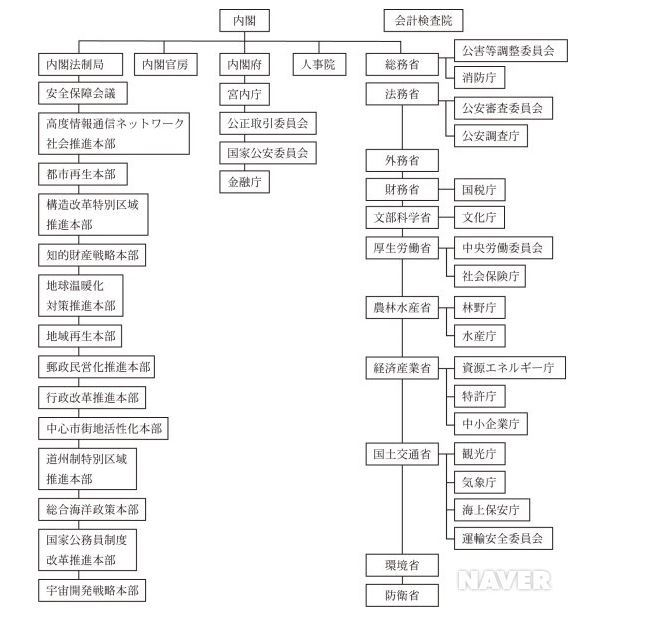 内閣
会計検査院
内閣法制局
内閣官房
内閣府
人事院
総務省
公害等調整委員会
消防庁
安全保障会議
高度情報通信ネットワーク
社会推進本部
都市再生本部
構造改革特別区域
推進本部
知的財産戦略本部
地球温暖化
対策推進本部
地域再生本部
郵政民営化推進本部
行政改革推進本部
中心市街地活性化本部
道州制特別区域
推進本部
総合海洋政策本部
国家公務員制度
改革推進本部
宇宙開発戦略本部
宮内庁
公正取引委員会
国家公安委員会
金融庁
法務省
公安審査委員会
公安調査庁
外務省
財務省
国税庁
文部科学省
文化庁
厚生労働省
中央労働委員会
社会保険庁
農林水産省
林野庁
水産庁
経済産業省
資源エネルギー庁
特許庁
中小企業庁
国土交通省
観光庁
気象庁
海上保安庁
運輸安全委員会
環境省
防衛省
NAVER